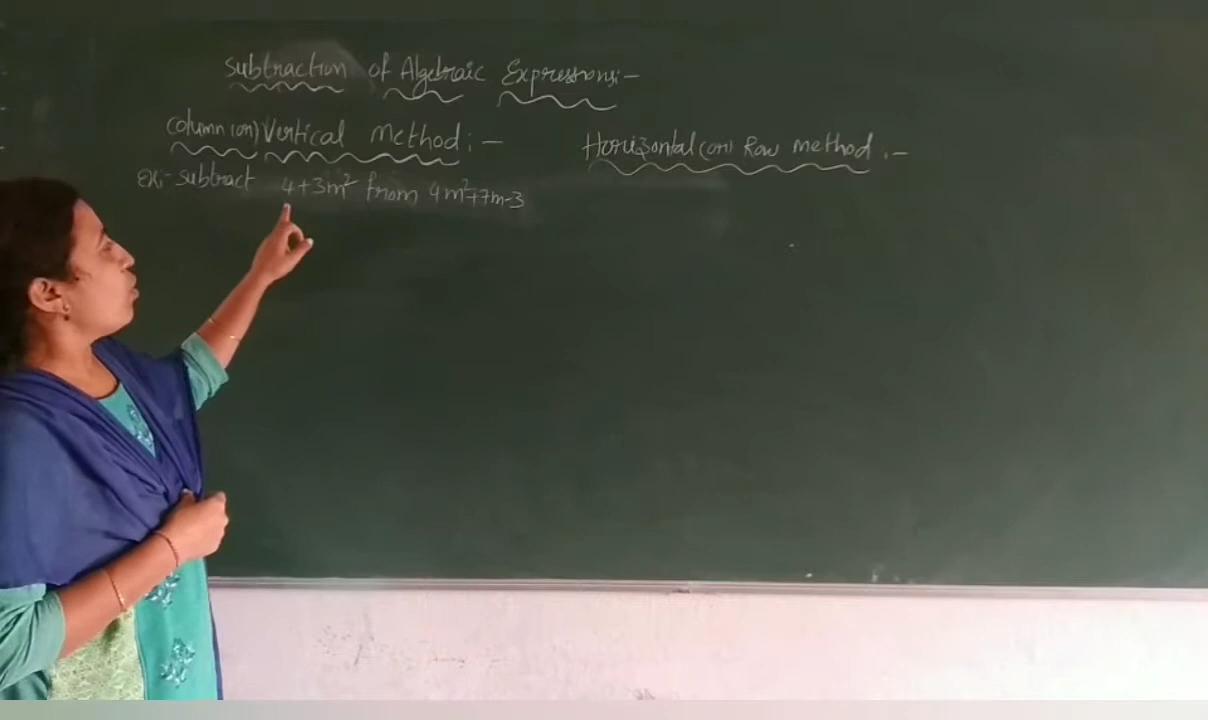 Subtraction of Algebraic Expressions:-
Column (or) Vertical Method:-
Horizontal (or) Row method:-
Ex:- Subtract 4+3m² from 4m²+7m-3